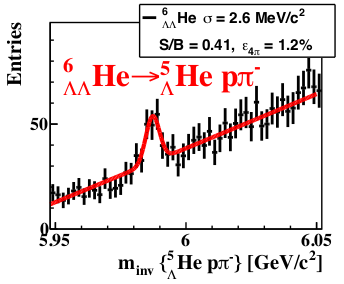 ⁶ΛΛHe σ = 2.6 MeV/c²
S/B = 0.41, ε4π = 1.2%
Entries
⁶ΛΛHe→⁵ΛHe pπ⁻
50
0
5.95 6 6.05
m_inv {⁵ΛHe pπ⁻} [GeV/c²]